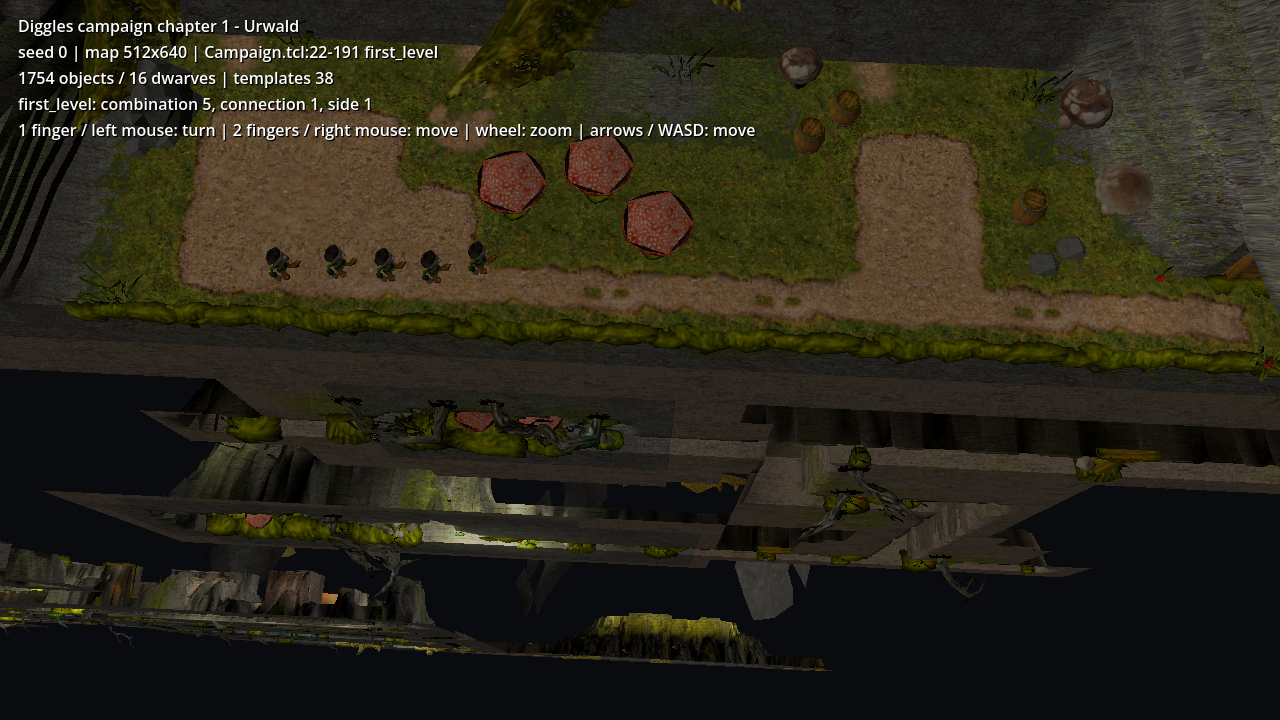 Diggles campaign chapter 1 - Urwald
seed 0 | map 512x640 | Campaign.tcl:22-191 first_level
1754 objects / 16 dwarves | templates 38
first_level: combination 5, connection 1, side 1
1 finger / left mouse: turn | 2 fingers / right mouse: move | wheel: zoom | arrows / WASD: move